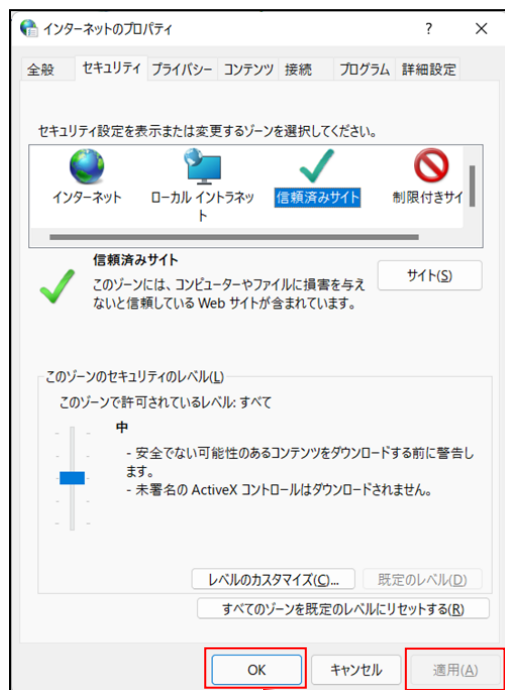 インターネットのプロパティ
?
×
全般 セキュリティ プライバシー コンテンツ 接続 プログラム 詳細設定
セキュリティ設定を表示または変更するゾーンを選択してください。
インターネット
ローカル イントラネッ
ト
信頼済みサイト
制限付きサイ
信頼済みサイト
このゾーンには、コンピューターやファイルに損害を与え
ないと信頼している Web サイトが含まれています。
サイト(S)
このゾーンのセキュリティのレベル(L)
このゾーンで許可されているレベル: すべて
中
- 安全でない可能性のあるコンテンツをダウンロードする前に警告し
ます。
- 未署名の ActiveX コントロールはダウンロードされません。
レベルのカスタマイズ(C)... 既定のレベル(D)
すべてのゾーンを既定のレベルにリセットする(R)
OK キャンセル 適用(A)